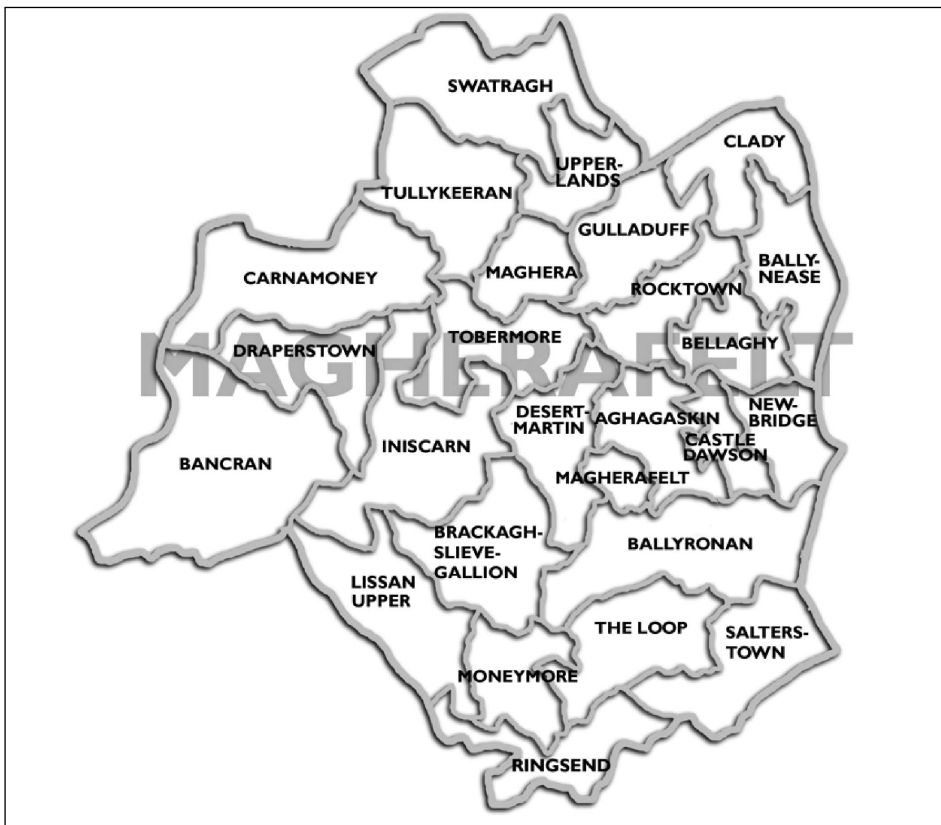 SWATRAGH
CLADY
UPPER-
LANDS
TULLYKEERAN
GULLADUFF
MAGHERA
BALLY-
NEASE
CARNAMONEY
ROCKTOWN
TOBERMORE
BELLAGHY
DRAPERSTOWN
MAGHERAFELT
NEW-
BRIDGE
DESERT-
MARTIN
AGHAGASKIN
CASTLE
DAWSON
INISCARN
BANCRAN
MAGHERAFELT
BRACKAGH-
SLIEVE-
GALLION
BALLYRONAN
LISSAN
UPPER
THE LOOP
SALTERS-
TOWN
MONEYMORE
RINGSEND